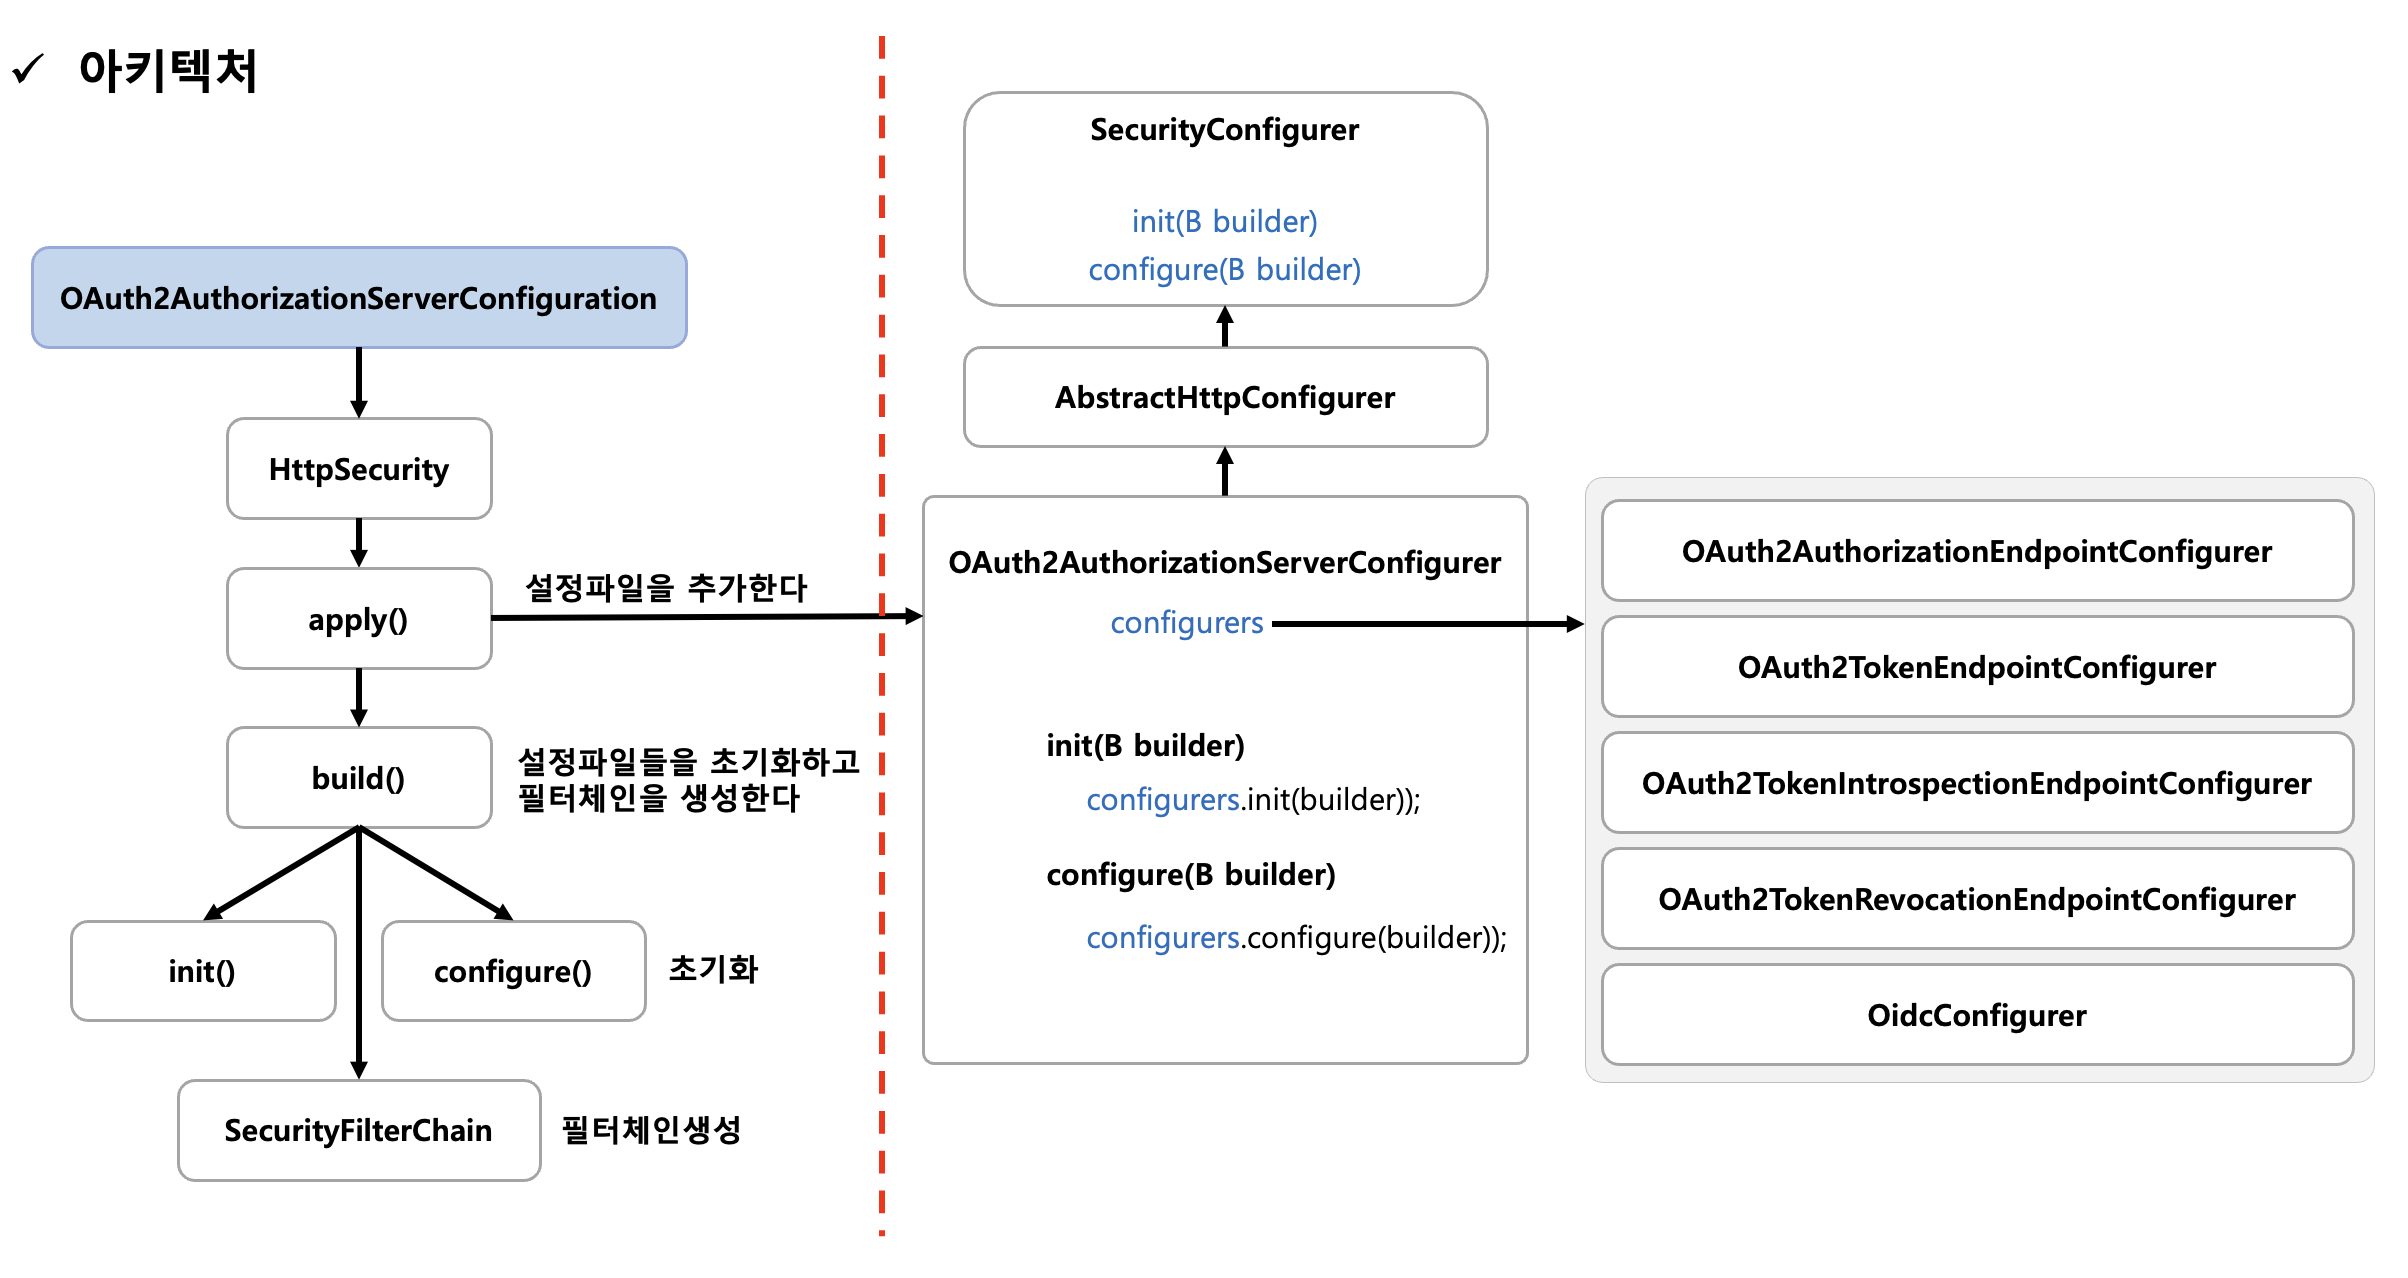 ✓ 아키텍처
OAuth2AuthorizationServerConfiguration
HttpSecurity
apply()
설정파일을 추가한다
build()
설정파일들을 초기화하고
필터체인을 생성한다
init()
configure()
초기화
SecurityFilterChain
필터체인생성
SecurityConfigurer
init(B builder)
configure(B builder)
AbstractHttpConfigurer
OAuth2AuthorizationServerConfigurer
configurers
init(B builder)
configurers.init(builder));
configure(B builder)
configurers.configure(builder));
OAuth2AuthorizationEndpointConfigurer
OAuth2TokenEndpointConfigurer
OAuth2TokenIntrospectionEndpointConfigurer
OAuth2TokenRevocationEndpointConfigurer
OidcConfigurer